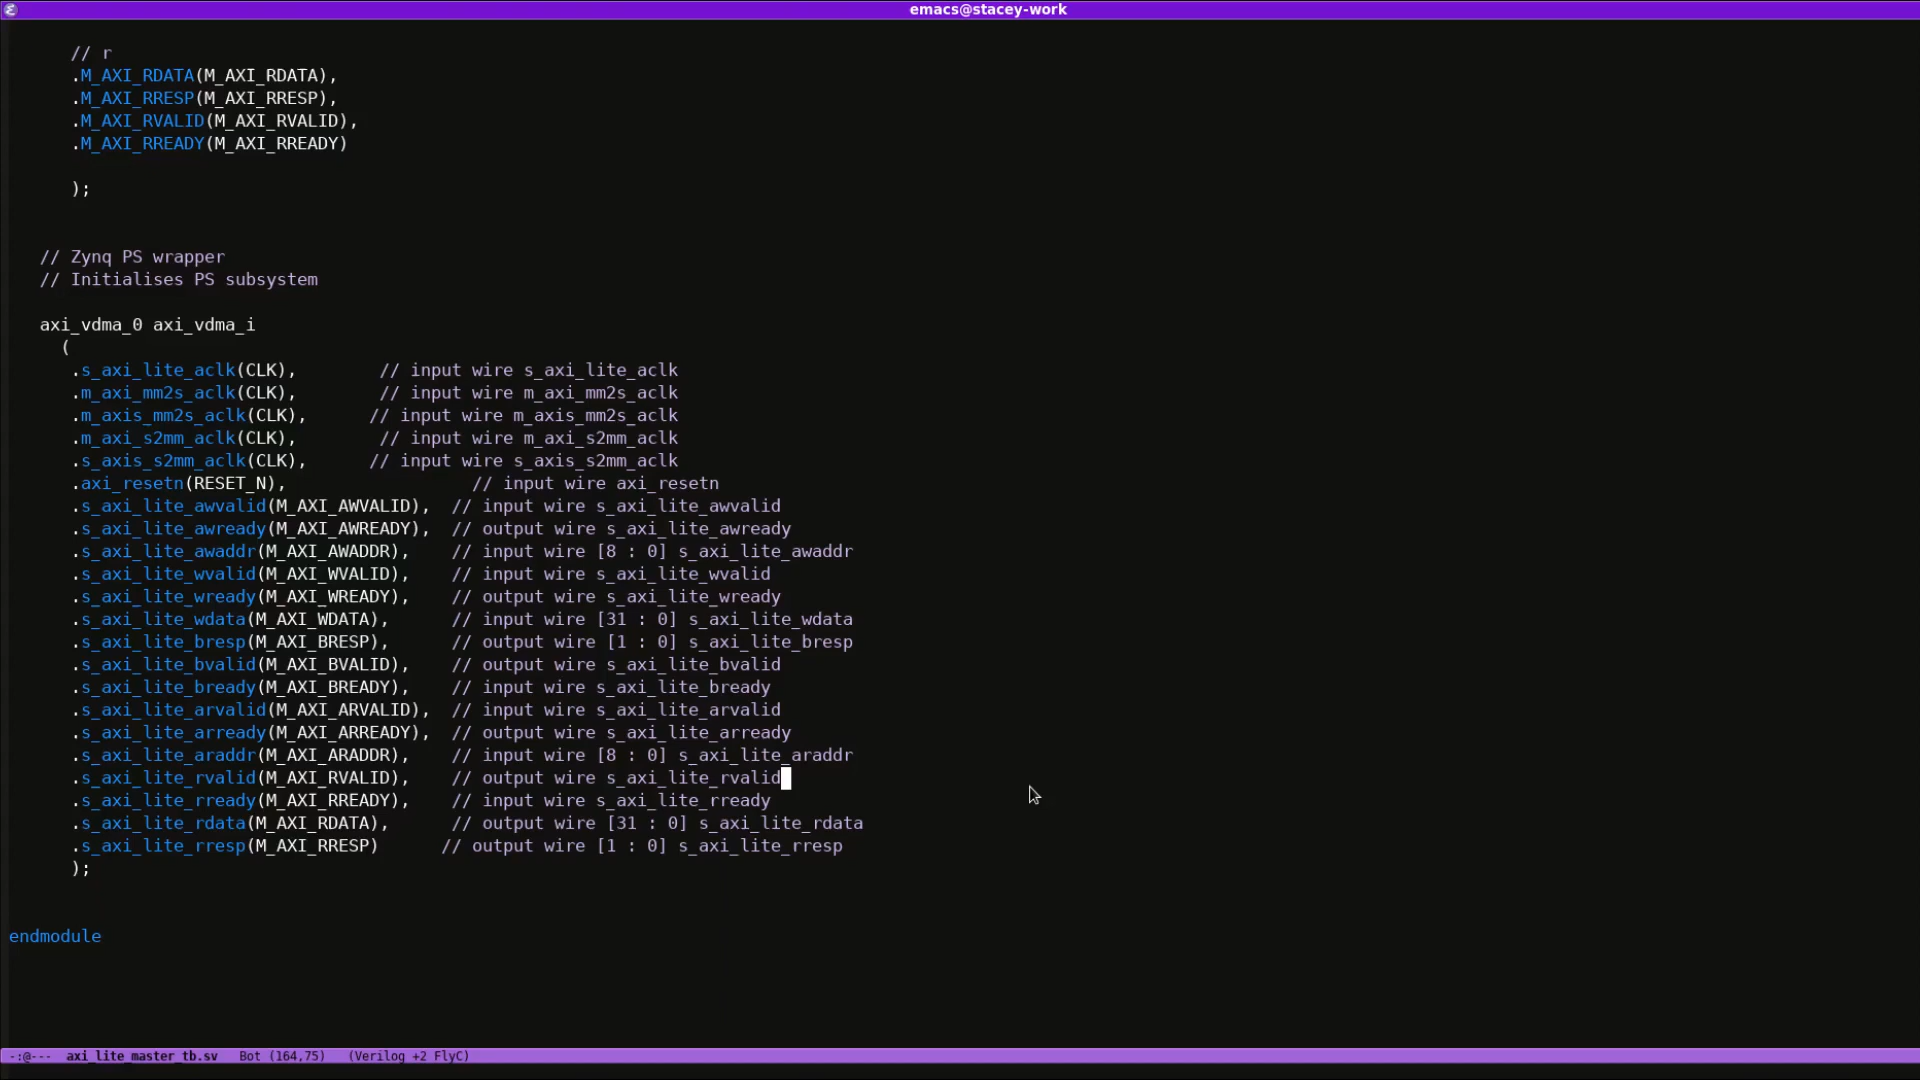 emacs@stacey-work
// r
.M_AXI_RDATA(M_AXI_RDATA),
.M_AXI_RRESP(M_AXI_RRESP),
.M_AXI_RVALID(M_AXI_RVALID),
.M_AXI_RREADY(M_AXI_RREADY)
);
// Zynq PS wrapper
// Initialises PS subsystem
axi_vdma_0 axi_vdma_i
(
.s_axi_lite_aclk(CLK),        // input wire s_axi_lite_aclk
.m_axi_mm2s_aclk(CLK),        // input wire m_axi_mm2s_aclk
.m_axis_mm2s_aclk(CLK),      // input wire m_axis_mm2s_aclk
.m_axi_s2mm_aclk(CLK),        // input wire m_axi_s2mm_aclk
.s_axis_s2mm_aclk(CLK),      // input wire s_axis_s2mm_aclk
.axi_resetn(RESET_N),                  // input wire axi_resetn
.s_axi_lite_awvalid(M_AXI_AWVALID),  // input wire s_axi_lite_awvalid
.s_axi_lite_awready(M_AXI_AWREADY),  // output wire s_axi_lite_awready
.s_axi_lite_awaddr(M_AXI_AWADDR),    // input wire [8 : 0] s_axi_lite_awaddr
.s_axi_lite_wvalid(M_AXI_WVALID),    // input wire s_axi_lite_wvalid
.s_axi_lite_wready(M_AXI_WREADY),    // output wire s_axi_lite_wready
.s_axi_lite_wdata(M_AXI_WDATA),      // input wire [31 : 0] s_axi_lite_wdata
.s_axi_lite_bresp(M_AXI_BRESP),      // output wire [1 : 0] s_axi_lite_bresp
.s_axi_lite_bvalid(M_AXI_BVALID),    // output wire s_axi_lite_bvalid
.s_axi_lite_bready(M_AXI_BREADY),    // input wire s_axi_lite_bready
.s_axi_lite_arvalid(M_AXI_ARVALID),  // input wire s_axi_lite_arvalid
.s_axi_lite_arready(M_AXI_ARREADY),  // output wire s_axi_lite_arready
.s_axi_lite_araddr(M_AXI_ARADDR),    // input wire [8 : 0] s_axi_lite_araddr
.s_axi_lite_rvalid(M_AXI_RVALID),    // output wire s_axi_lite_rvalid
.s_axi_lite_rready(M_AXI_RREADY),    // input wire s_axi_lite_rready
.s_axi_lite_rdata(M_AXI_RDATA),      // output wire [31 : 0] s_axi_lite_rdata
.s_axi_lite_rresp(M_AXI_RRESP)      // output wire [1 : 0] s_axi_lite_rresp
);
endmodule
-:@---  axi_lite_master_tb.sv   Bot (164,75)   (Verilog +2 FlyC)